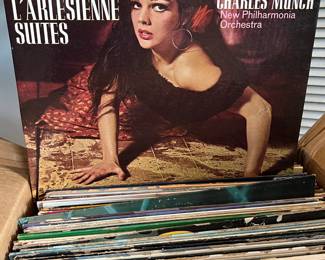 L'ARLESIENNE
SUITES
CHARLES MUNCH
New Philharmonia
Orchestra